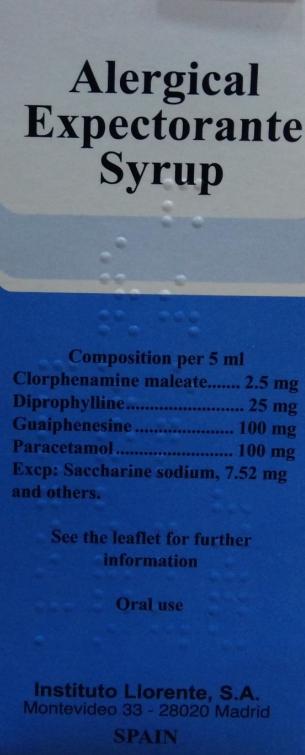 Alergical
Expectorante
Syrup
Composition per 5 ml
Clorphenamine maleate....... 2.5 mg
Diprophylline........................... 25 mg
Guaiphenesine ....................... 100 mg
Paracetamol........................... 100 mg
Excp: Saccharine sodium, 7.52 mg
and others.
See the leaflet for further
information
Oral use
Instituto Llorente, S.A.
Montevideo 33 - 28020 Madrid
SPAIN